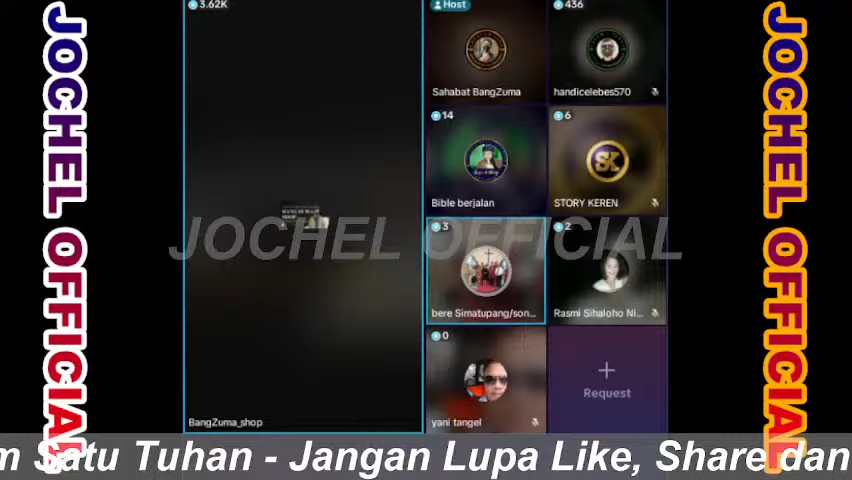 JOCHEL OFFICIAL
3.62K
Host
Sahabat BangZuma
436
handicelebes570
14
Bible berjalan
6
SK
STORY KEREN
JOCHEL OFFICIAL
3
bere Simatupang/son...
2
Rasmi Sihaloho Ni...
0
yani tangel
+
Request
BangZuma_shop
JOCHEL OFFICIAL
m Satu Tuhan - Jangan Lupa Like, Share dan